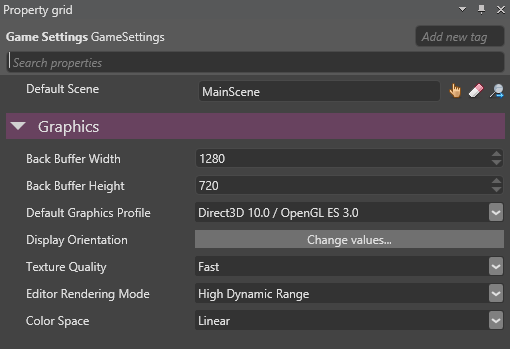 Property grid
Game Settings GameSettings
Add new tag
Search properties
Default Scene MainScene
Graphics
Back Buffer Width 1280
Back Buffer Height 720
Default Graphics Profile Direct3D 10.0 / OpenGL ES 3.0
Display Orientation Change values...
Texture Quality Fast
Editor Rendering Mode High Dynamic Range
Color Space Linear